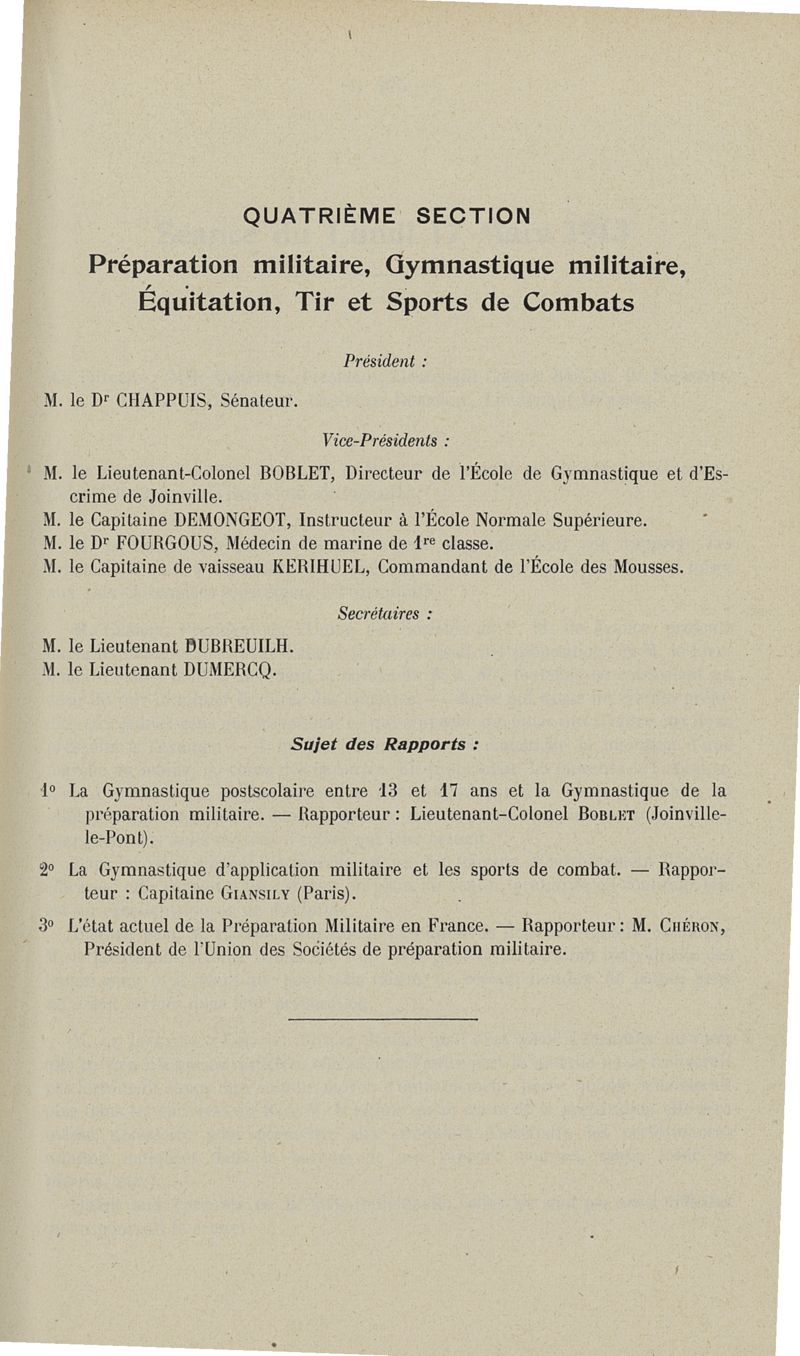 QUATRIÈME SECTION
Préparation militaire, Gymnastique militaire,
Équitation, Tir et Sports de Combats
Président :
M. le Dr CHAPPUIS, Sénateur.
Vice-Présidents :
M. le Lieutenant-Colonel BOBLET, Directeur de l'École de Gymnastique et d'Es-
crime de Joinville.
M. le Capitaine DEMONGEOT, Instructeur à l'École Normale Supérieure.
M. le Dr FOURGOUS, Médecin de marine de 1re classe.
M. le Capitaine de vaisseau KERIHUEL, Commandant de l'École des Mousses.
Secrétaires :
M. le Lieutenant DUBREUILH.
M. le Lieutenant DUMERCQ.
Sujet des Rapports :
1o La Gymnastique postscolaire entre 13 et 17 ans et la Gymnastique de la
préparation militaire. — Rapporteur : Lieutenant-Colonel BOBLET (Joinville-
le-Pont).
2o La Gymnastique d'application militaire et les sports de combat. — Rappor-
teur : Capitaine GIANSILY (Paris).
3o L'état actuel de la Préparation Militaire en France. — Rapporteur : M. CHÉRON,
Président de l'Union des Sociétés de préparation militaire.